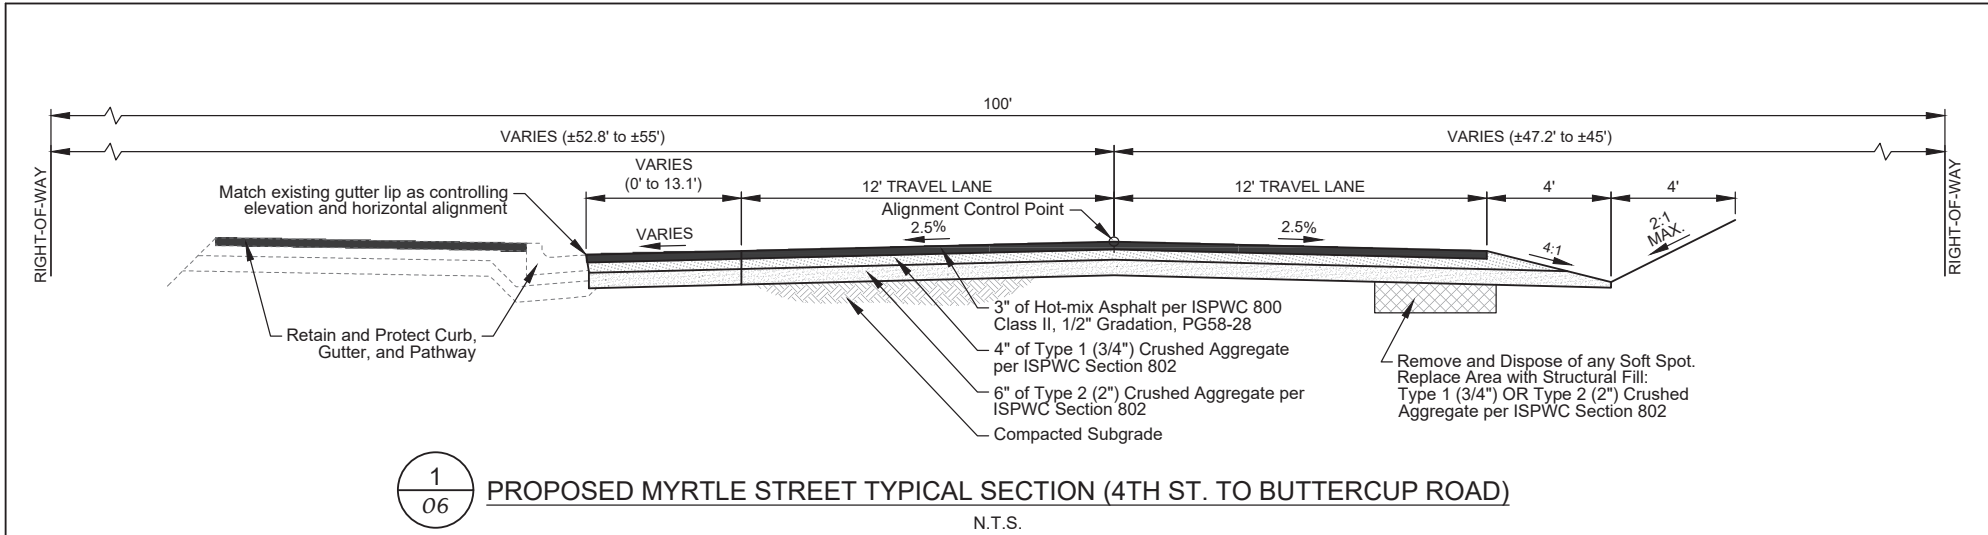 100'
VARIES (±52.8' to ±55')
VARIES (±47.2' to ±45')
RIGHT-OF-WAY
VARIES
(0' to 13.1')
12' TRAVEL LANE
12' TRAVEL LANE
4'
4'
RIGHT-OF-WAY
Match existing gutter lip as controlling
elevation and horizontal alignment
Alignment Control Point
VARIES
2.5%
2.5%
4:1
2:1
MAX.
Retain and Protect Curb,
Gutter, and Pathway
3" of Hot-mix Asphalt per ISPWC 800
Class II, 1/2" Gradation, PG58-28
4" of Type 1 (3/4") Crushed Aggregate
per ISPWC Section 802
6" of Type 2 (2") Crushed Aggregate per
ISPWC Section 802
Compacted Subgrade
Remove and Dispose of any Soft Spot.
Replace Area with Structural Fill:
Type 1 (3/4") OR Type 2 (2") Crushed
Aggregate per ISPWC Section 802
1
06
PROPOSED MYRTLE STREET TYPICAL SECTION (4TH ST. TO BUTTERCUP ROAD)
N.T.S.